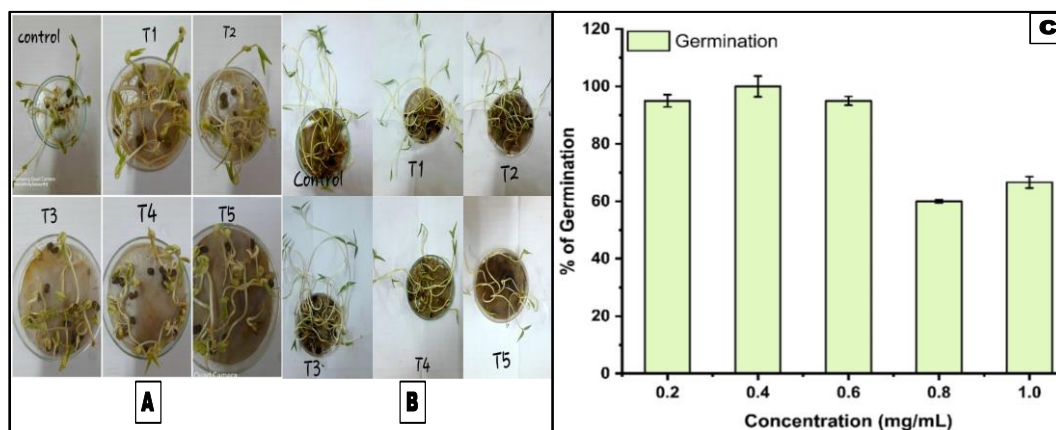 control
T1
T2
T3
T4
T5
A
Control
T1
T2
T3
T4
T5
B
C
Germination
% of Germination
120
100
80
60
40
20
0
0.2
0.4
0.6
0.8
1.0
Concentration (mg/mL)